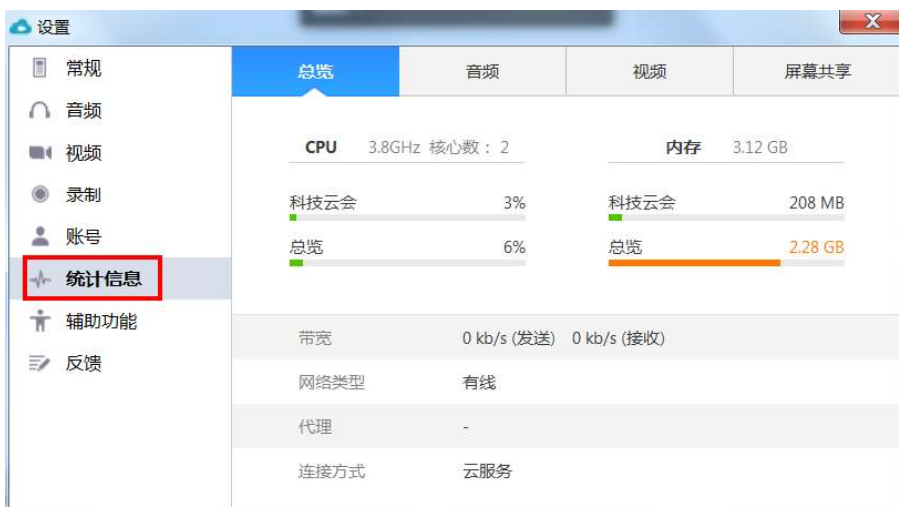 设置
常规
音频
视频
录制
账号
统计信息
辅助功能
反馈
总览 音频 视频 屏幕共享
CPU 3.8GHz 核心数： 2 内存 3.12 GB
科技云会 3% 科技云会 208 MB
总览 6% 总览 2.28 GB
带宽 0 kb/s (发送) 0 kb/s (接收)
网络类型 有线
代理 -
连接方式 云服务